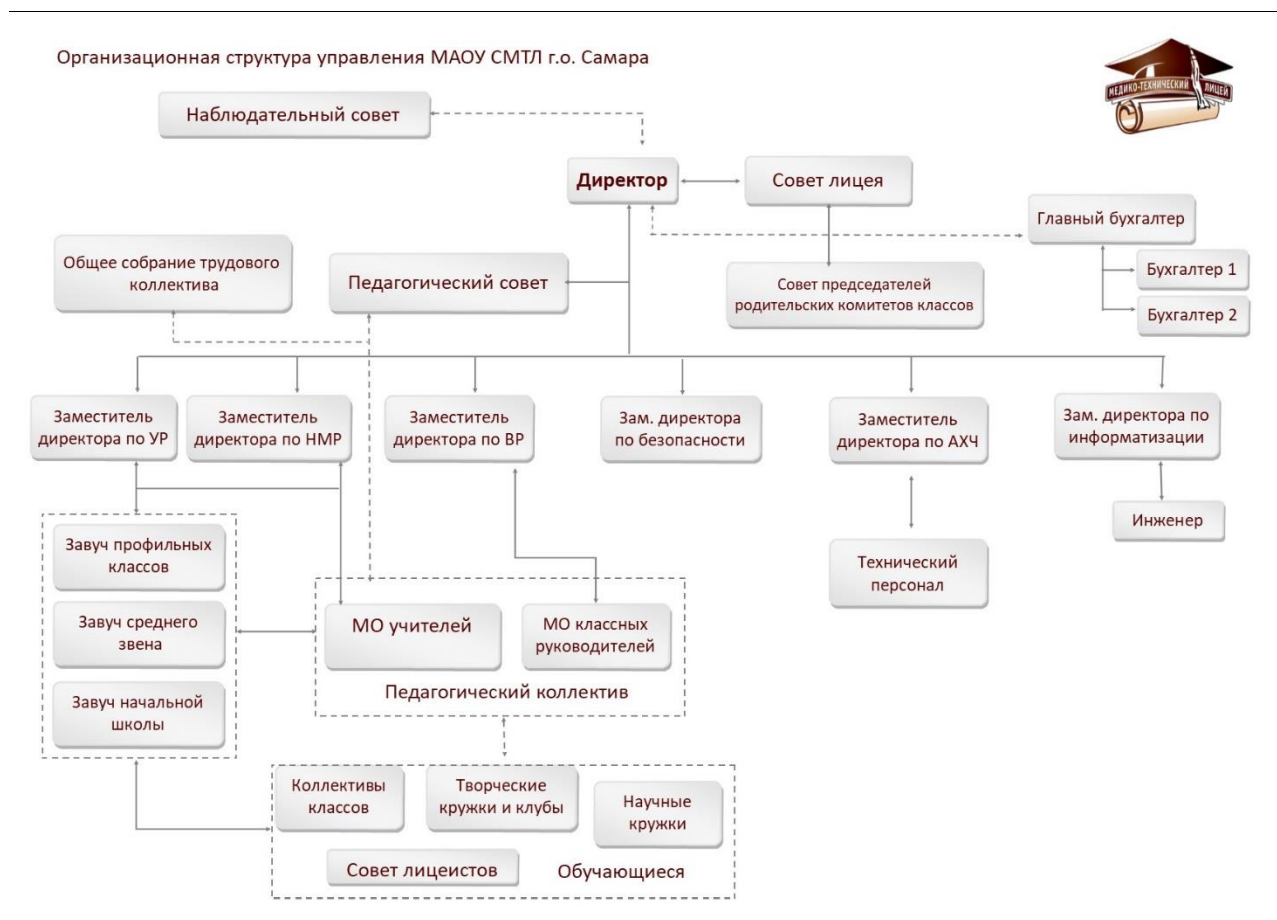 Организационная структура управления МАОУ СМТЛ г.о. Самара
МЕДИКО-ТЕХНИЧЕСКИЙ ЛИЦЕЙ
Наблюдательный совет
Директор
Совет лицея
Главный бухгалтер
Общее собрание трудового
коллектива
Педагогический совет
Совет председателей
родительских комитетов классов
Бухгалтер 1
Бухгалтер 2
Заместитель
директора по УР
Заместитель
директора по НМР
Заместитель
директора по ВР
Зам. директора
по безопасности
Заместитель
директора по АХЧ
Зам. директора по
информатизации
Инженер
Завуч профильных
классов
Технический
персонал
Завуч среднего
звена
МО учителей
МО классных
руководителей
Педагогический коллектив
Завуч начальной
школы
Коллективы
классов
Творческие
кружки и клубы
Научные
кружки
Совет лицеистов
Обучающиеся